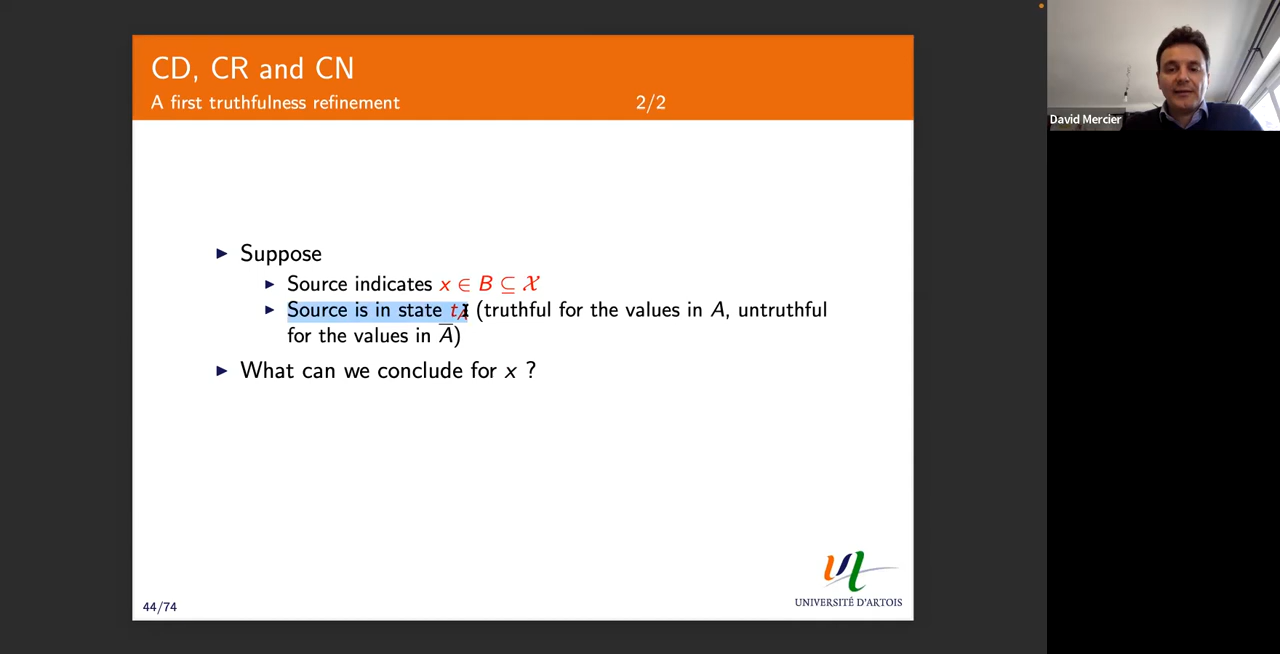 CD, CR and CN
A first truthfulness refinement 2/2
David Mercier
▶ Suppose
▶ Source indicates x ∈ B ⊆ 𝒳
▶ Source is in state t_A (truthful for the values in A, untruthful
for the values in A̅)
▶ What can we conclude for x ?
44/74
UNIVERSITÉ D'ARTOIS